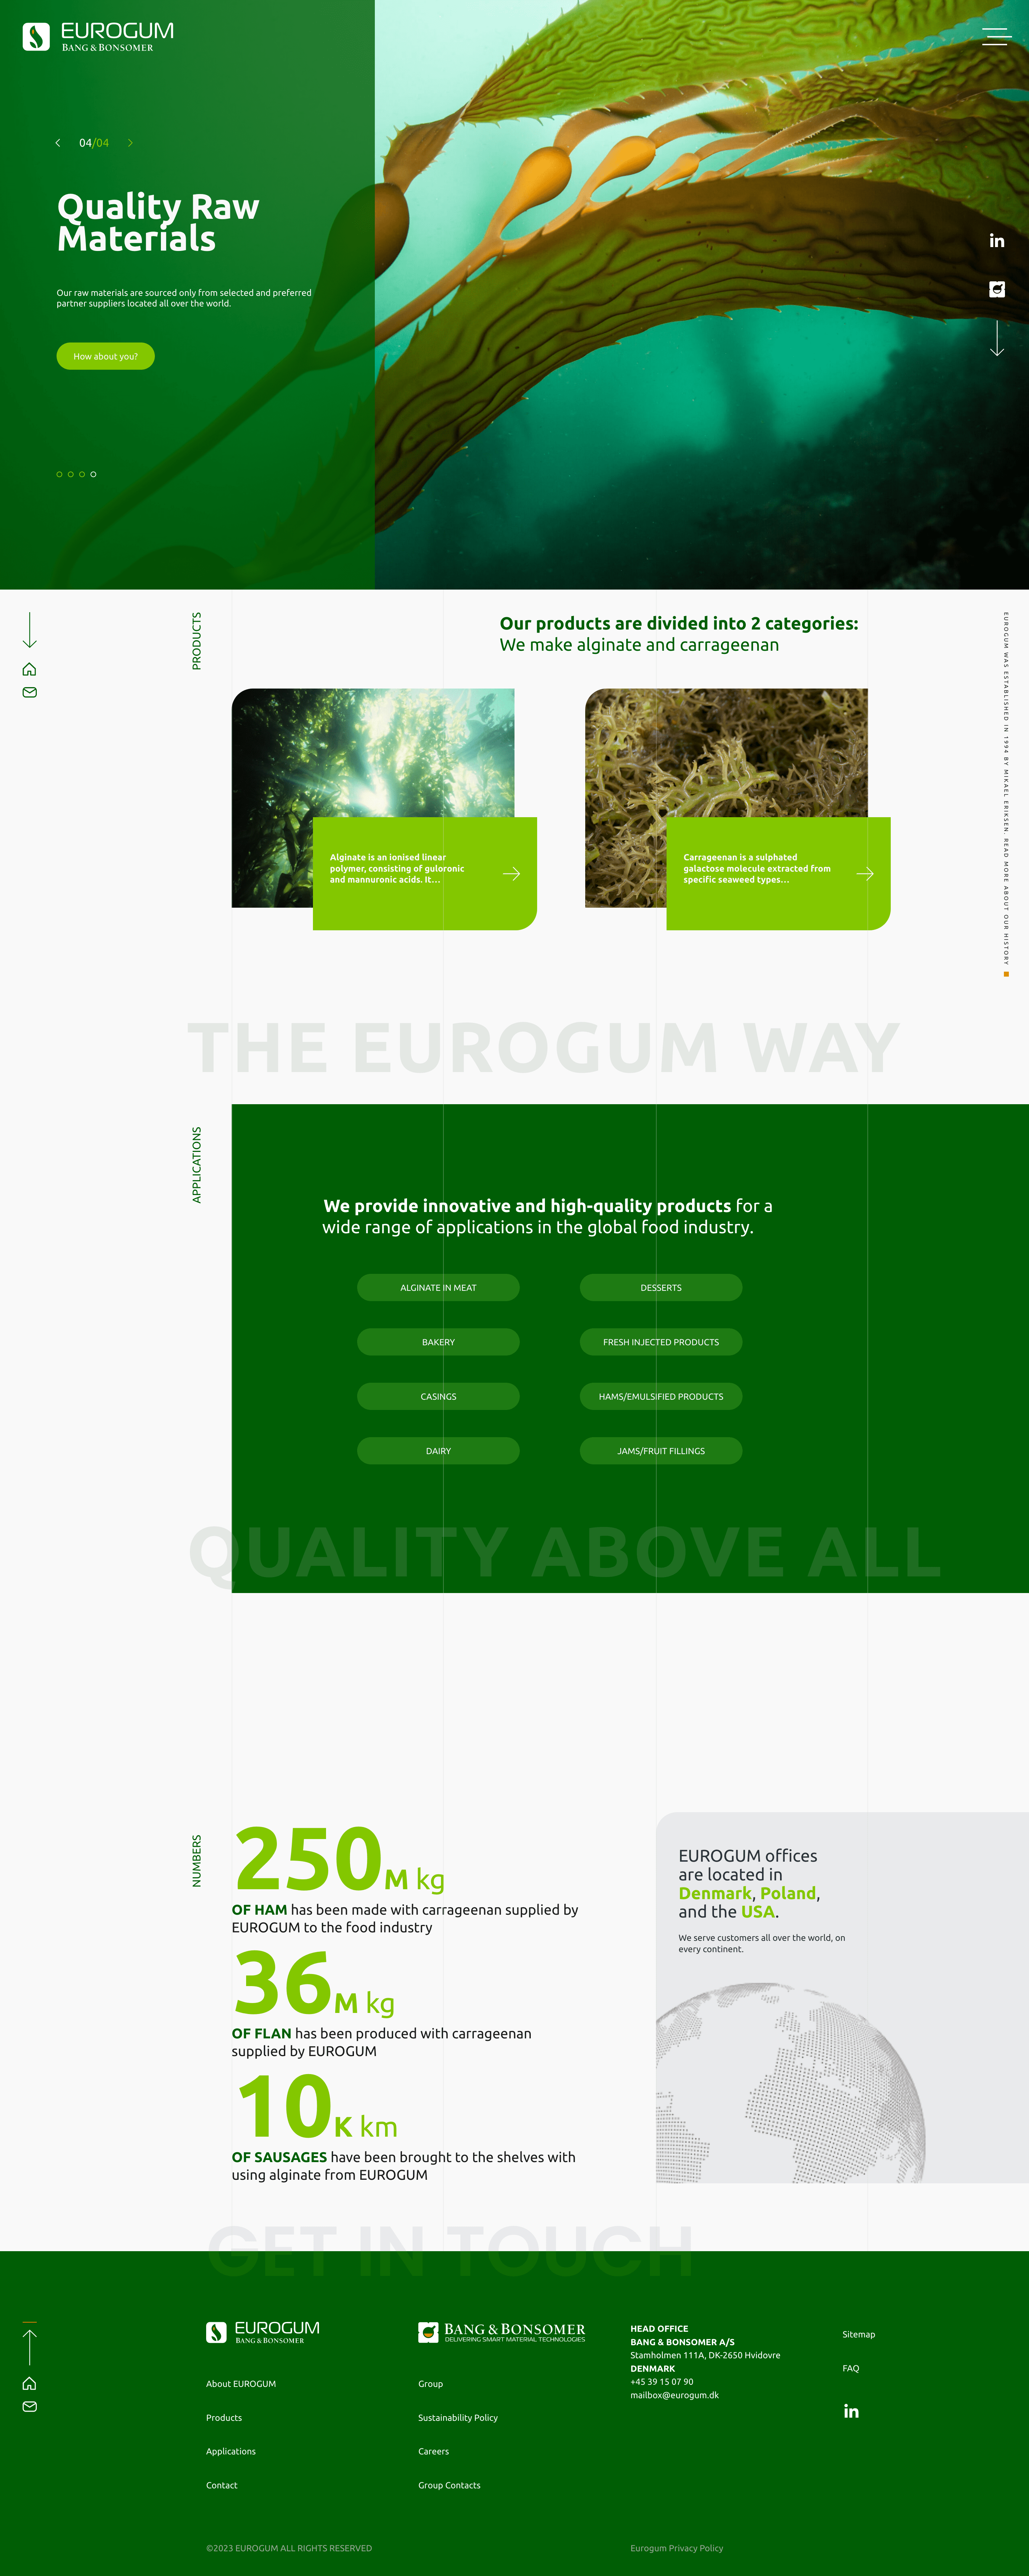 EUROGUM
BANG & BONSOMER
04/04
Quality Raw
Materials
Our raw materials are sourced only from selected and preferred
partner suppliers located all over the world.
How about you?
in
PRODUCTS
Our products are divided into 2 categories:
We make alginate and carrageenan
EUROGUM WAS ESTABLISHED IN 1994 BY MIKAEL ERIKSEN. READ MORE ABOUT OUR HISTORY
Alginate is an ionised linear
polymer, consisting of guloronic
and mannuronic acids. It...
Carrageenan is a sulphated
galactose molecule extracted from
specific seaweed types...
THE EUROGUM WAY
APPLICATIONS
We provide innovative and high-quality products for a
wide range of applications in the global food industry.
ALGINATE IN MEAT
DESSERTS
BAKERY
FRESH INJECTED PRODUCTS
CASINGS
HAMS/EMULSIFIED PRODUCTS
DAIRY
JAMS/FRUIT FILLINGS
QUALITY ABOVE ALL
NUMBERS
250M kg
OF HAM has been made with carrageenan supplied by
EUROGUM to the food industry
36M kg
OF FLAN has been produced with carrageenan
supplied by EUROGUM
10K km
OF SAUSAGES have been brought to the shelves with
using alginate from EUROGUM
EUROGUM offices
are located in
Denmark, Poland,
and the USA.
We serve customers all over the world, on
every continent.
GET IN TOUCH
EUROGUM
BANG & BONSOMER
About EUROGUM
Products
Applications
Contact
BANG & BONSOMER
DELIVERING SMART MATERIAL TECHNOLOGIES
Group
Sustainability Policy
Careers
Group Contacts
HEAD OFFICE
BANG & BONSOMER A/S
Stamholmen 111A, DK-2650 Hvidovre
DENMARK
+45 39 15 07 90
mailbox@eurogum.dk
Sitemap
FAQ
in
©2023 EUROGUM ALL RIGHTS RESERVED
Eurogum Privacy Policy